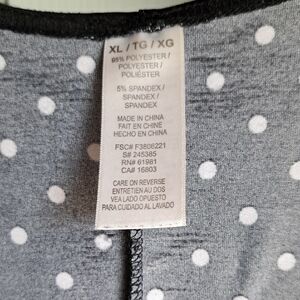 XL / TG / XG
95% POLYESTER /
POLYESTER /
POLIÉSTER
5% SPANDEX /
SPANDEX /
SPANDEX
MADE IN CHINA
FAIT EN CHINE
HECHO EN CHINA
FSC# F3808221
S# 245385
RN# 61981
CA# 16803
CARE ON REVERSE
ENTRETIEN AU DOS
VEA LADO OPUESTO
PARA CUIDADO AL LAVADO